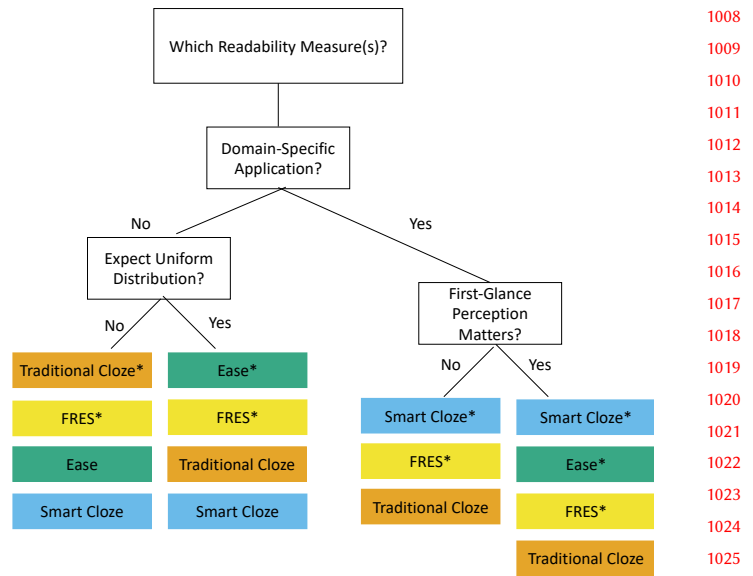 Which Readability Measure(s)?
Domain-Specific
Application?
No
Yes
Expect Uniform
Distribution?
First-Glance
Perception
Matters?
No
Yes
No
Yes
Traditional Cloze*
FRES*
Ease
Smart Cloze
Ease*
FRES*
Traditional Cloze
Smart Cloze
Smart Cloze*
FRES*
Traditional Cloze
Smart Cloze*
Ease*
FRES*
Traditional Cloze
1008
1009
1010
1011
1012
1013
1014
1015
1016
1017
1018
1019
1020
1021
1022
1023
1024
1025